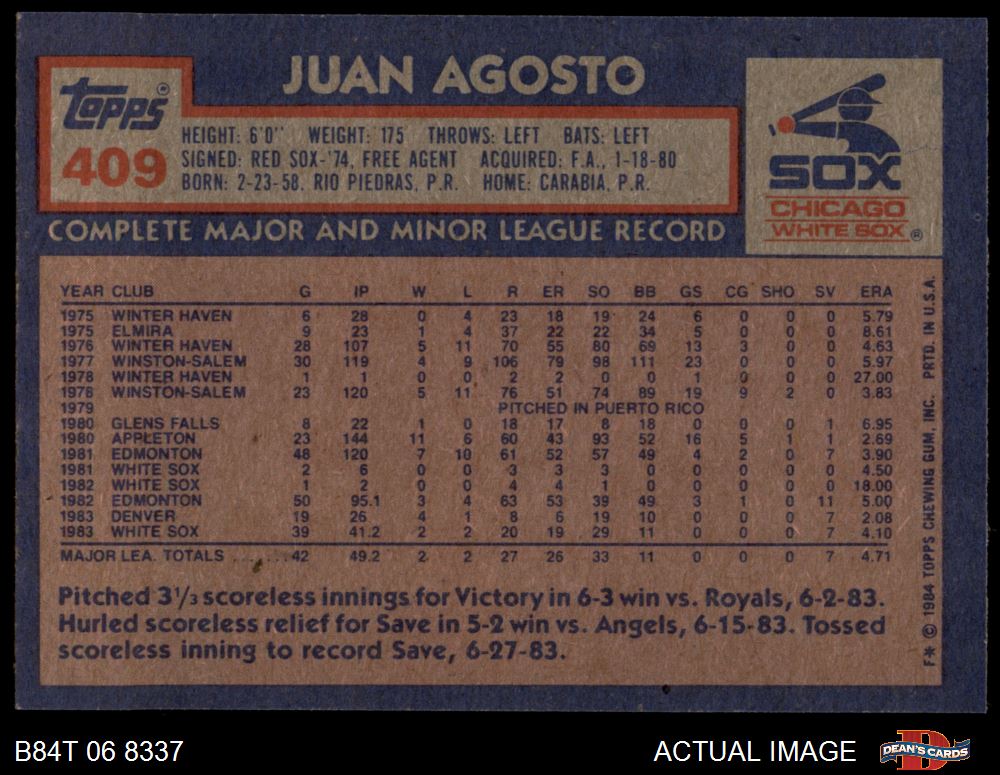 JUAN AGOSTO
topps®
409
HEIGHT: 6'0" WEIGHT: 175 THROWS: LEFT BATS: LEFT
SIGNED: RED SOX-'74, FREE AGENT ACQUIRED: F.A., 1-18-80
BORN: 2-23-58, RIO PIEDRAS, P.R. HOME: CARABIA, P.R.
SOX
CHICAGO
WHITE SOX®
COMPLETE MAJOR AND MINOR LEAGUE RECORD
YEAR CLUB G IP W L R ER SO BB GS CG SHO SV ERA
1975 WINTER HAVEN 6 28 0 4 23 18 19 24 6 0 0 0 5.79
1975 ELMIRA 9 23 1 4 37 22 22 34 5 0 0 0 8.61
1976 WINTER HAVEN 28 107 5 11 70 55 80 69 13 3 0 0 4.63
1977 WINSTON-SALEM 30 119 4 9 106 79 98 111 23 0 0 0 5.97
1978 WINTER HAVEN 1 1 0 0 2 2 0 0 1 0 0 0 27.00
1978 WINSTON-SALEM 23 120 5 11 76 51 74 89 19 9 2 0 3.83
1979 PITCHED IN PUERTO RICO
1980 GLENS FALLS 8 22 1 0 18 17 8 18 0 0 0 1 6.95
1980 APPLETON 23 144 11 6 60 43 93 52 16 5 1 1 2.69
1981 EDMONTON 48 120 7 10 61 52 57 49 4 2 0 7 3.90
1981 WHITE SOX 2 6 0 0 3 3 3 0 0 0 0 0 4.50
1982 WHITE SOX 1 2 0 0 4 4 1 0 0 0 0 0 18.00
1982 EDMONTON 50 95.1 3 4 63 53 39 49 3 1 0 11 5.00
1983 DENVER 19 26 4 1 8 6 19 10 0 0 0 7 2.08
1983 WHITE SOX 39 41.2 2 2 20 19 29 11 0 0 0 7 4.10
MAJOR LEA. TOTALS ....... 42 49.2 2 2 27 26 33 11 0 0 0 7 4.71
Pitched 3⅓ scoreless innings for Victory in 6-3 win vs. Royals, 6-2-83.
Hurled scoreless relief for Save in 5-2 win vs. Angels, 6-15-83. Tossed
scoreless inning to record Save, 6-27-83.
F* © 1984 TOPPS CHEWING GUM, INC. PRTD. IN U.S.A.
B84T 06 8337
ACTUAL IMAGE
D
DEAN'S CARDS